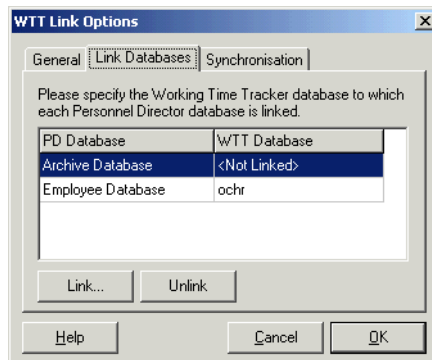 WTT Link Options
General Link Databases Synchronisation
Please specify the Working Time Tracker database to which
each Personnel Director database is linked.
PD Database WTT Database
Archive Database <Not Linked>
Employee Database ochr
Link... Unlink
Help Cancel OK